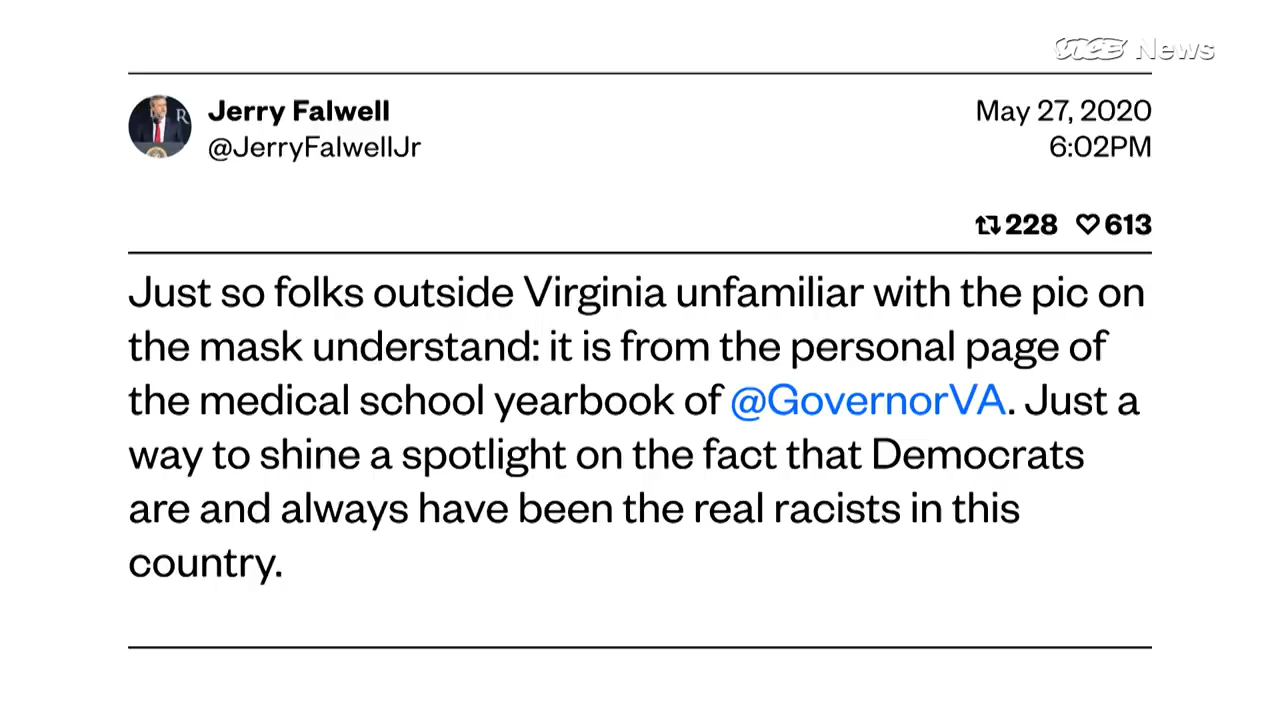 VICE News
Jerry Falwell
@JerryFalwellJr
May 27, 2020
6:02PM
228 613
Just so folks outside Virginia unfamiliar with the pic on
the mask understand: it is from the personal page of
the medical school yearbook of @GovernorVA. Just a
way to shine a spotlight on the fact that Democrats
are and always have been the real racists in this
country.